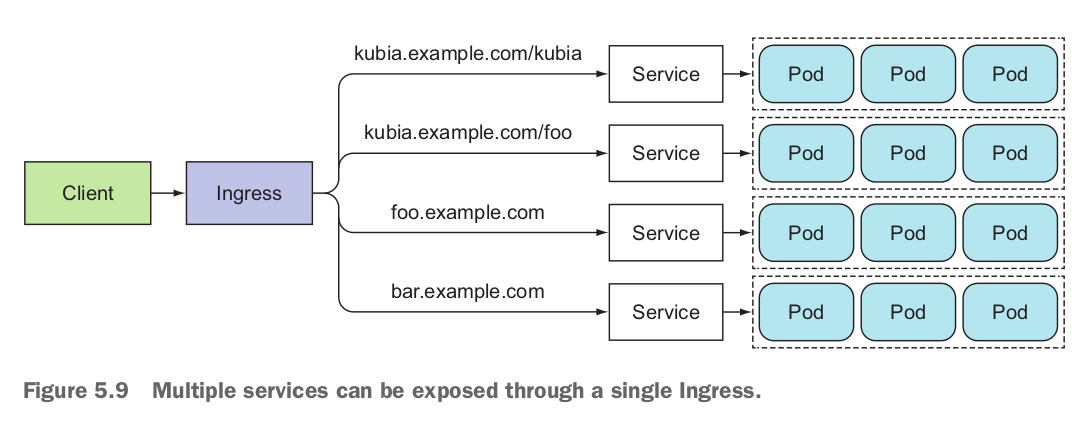 kubia.example.com/kubia
Service
Pod Pod Pod
kubia.example.com/foo
Service
Pod Pod Pod
Client
Ingress
foo.example.com
Service
Pod Pod Pod
bar.example.com
Service
Pod Pod Pod
Figure 5.9 Multiple services can be exposed through a single Ingress.